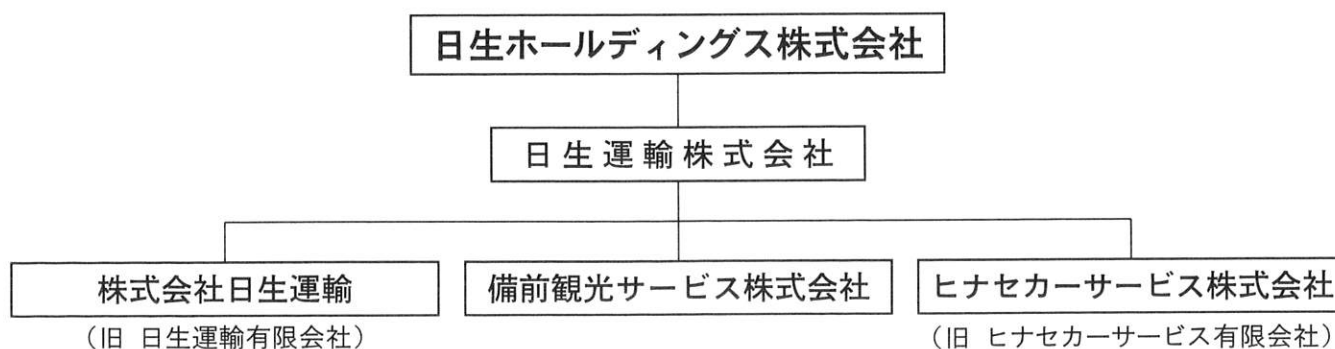 日生ホールディングス株式会社
日生運輸株式会社
株式会社日生運輸
備前観光サービス株式会社
ヒナセカーサービス株式会社
（旧 日生運輸有限会社）
（旧 ヒナセカーサービス有限会社）